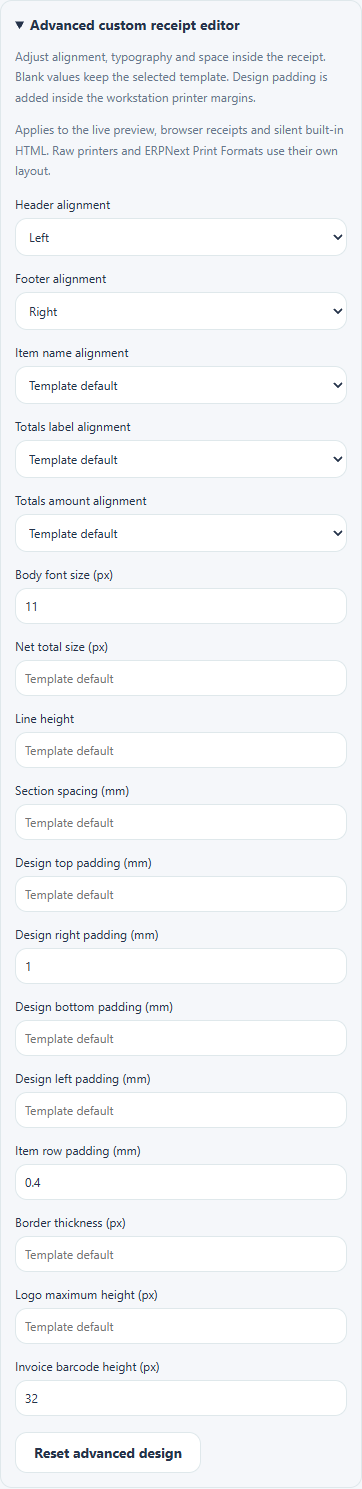 ▼ Advanced custom receipt editor
Adjust alignment, typography and space inside the receipt.
Blank values keep the selected template. Design padding is
added inside the workstation printer margins.
Applies to the live preview, browser receipts and silent built-in
HTML. Raw printers and ERPNext Print Formats use their own
layout.
Header alignment
Left
Footer alignment
Right
Item name alignment
Template default
Totals label alignment
Template default
Totals amount alignment
Template default
Body font size (px)
11
Net total size (px)
Template default
Line height
Template default
Section spacing (mm)
Template default
Design top padding (mm)
Template default
Design right padding (mm)
1
Design bottom padding (mm)
Template default
Design left padding (mm)
Template default
Item row padding (mm)
0.4
Border thickness (px)
Template default
Logo maximum height (px)
Template default
Invoice barcode height (px)
32
Reset advanced design